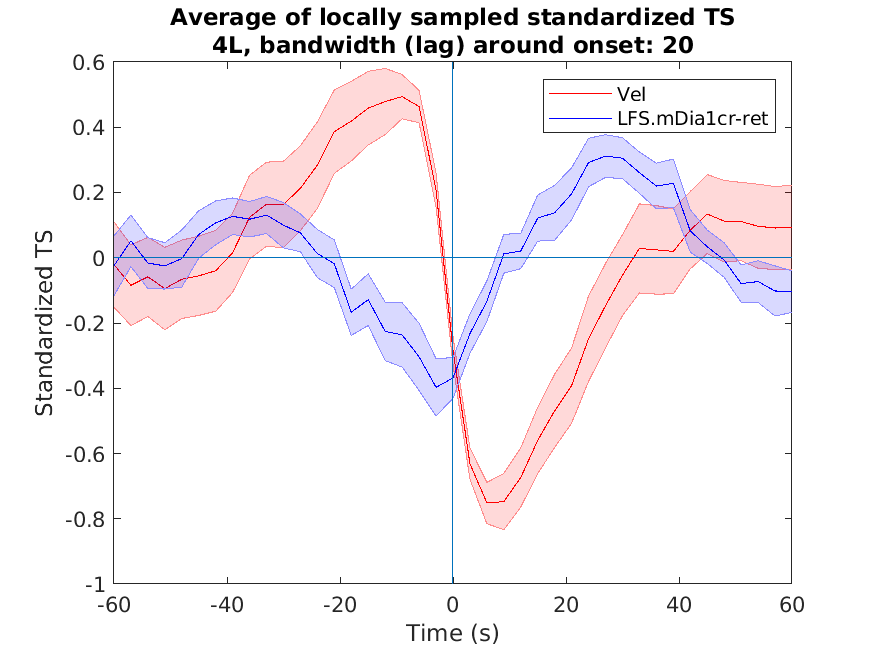 Average of locally sampled standardized TS
4L, bandwidth (lag) around onset: 20
Vel
LFS.mDia1cr-ret
0.6
0.4
0.2
0
-0.2
-0.4
-0.6
-0.8
-1
Standardized TS
-60
-40
-20
0
20
40
60
Time (s)